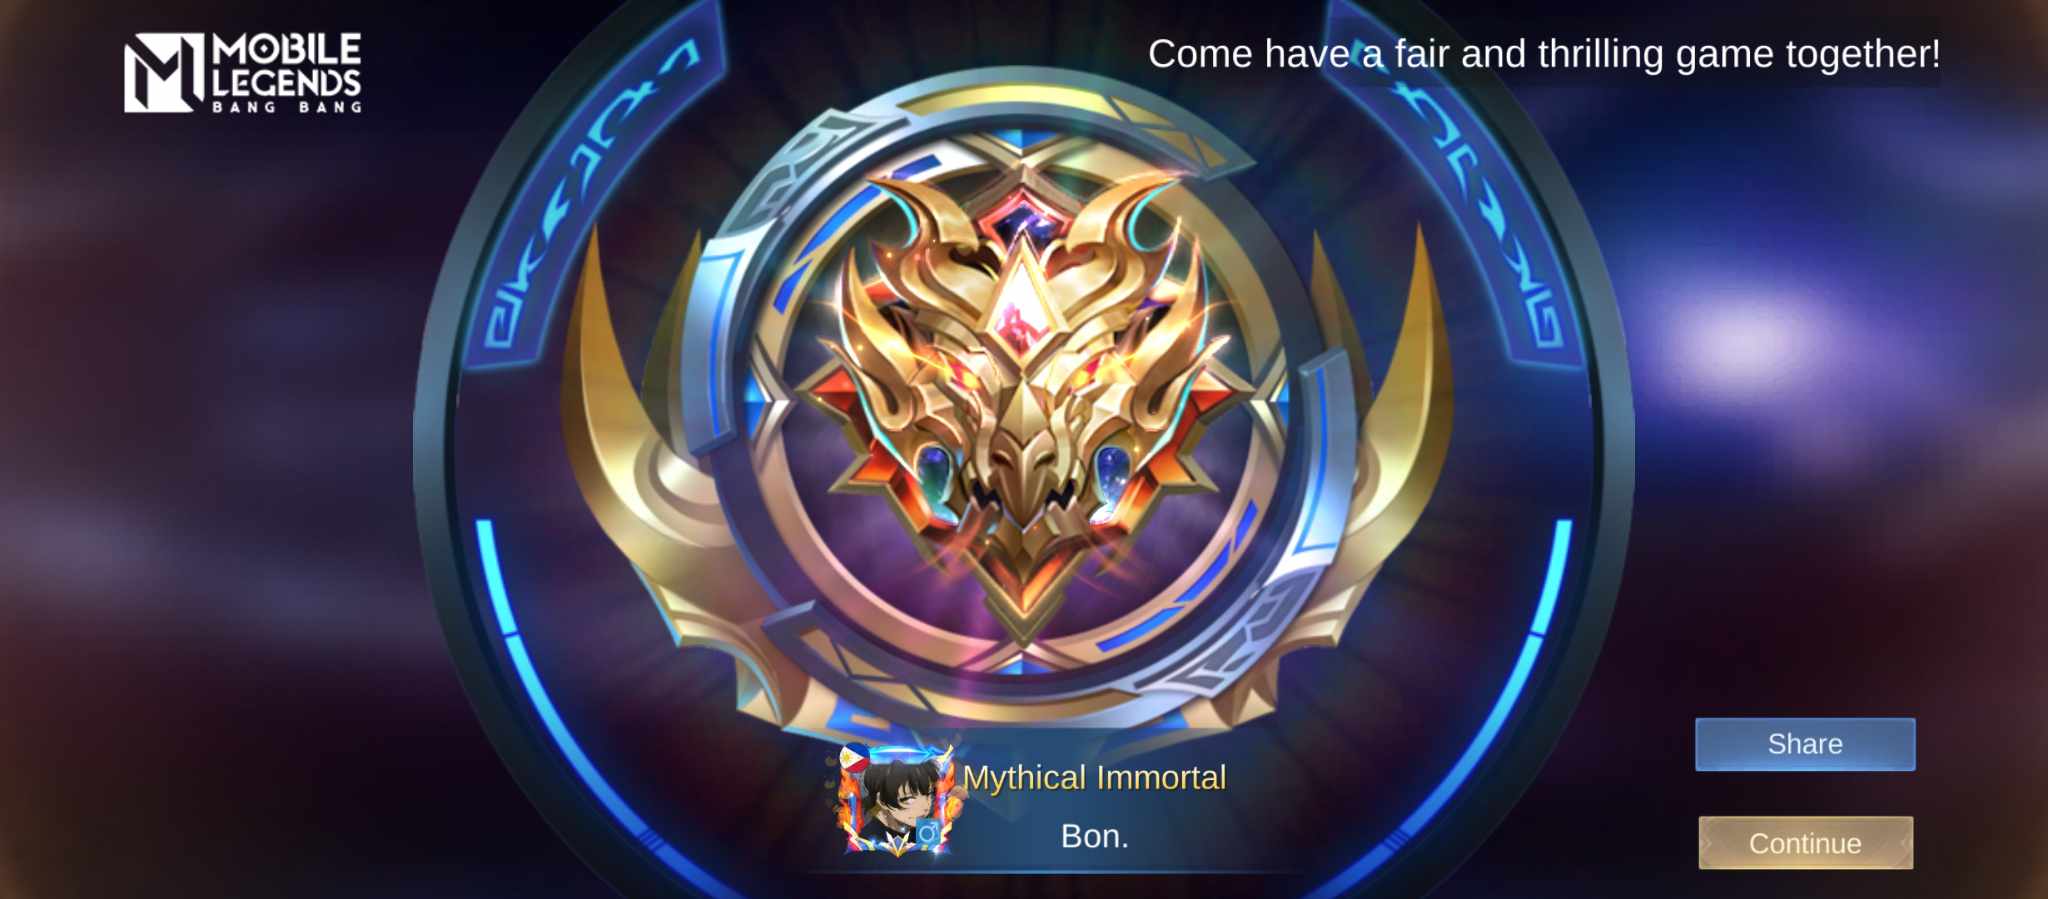 MOBILE
LEGENDS
BANG BANG
Come have a fair and thrilling game together!
Mythical Immortal
Bon.
Share
Continue